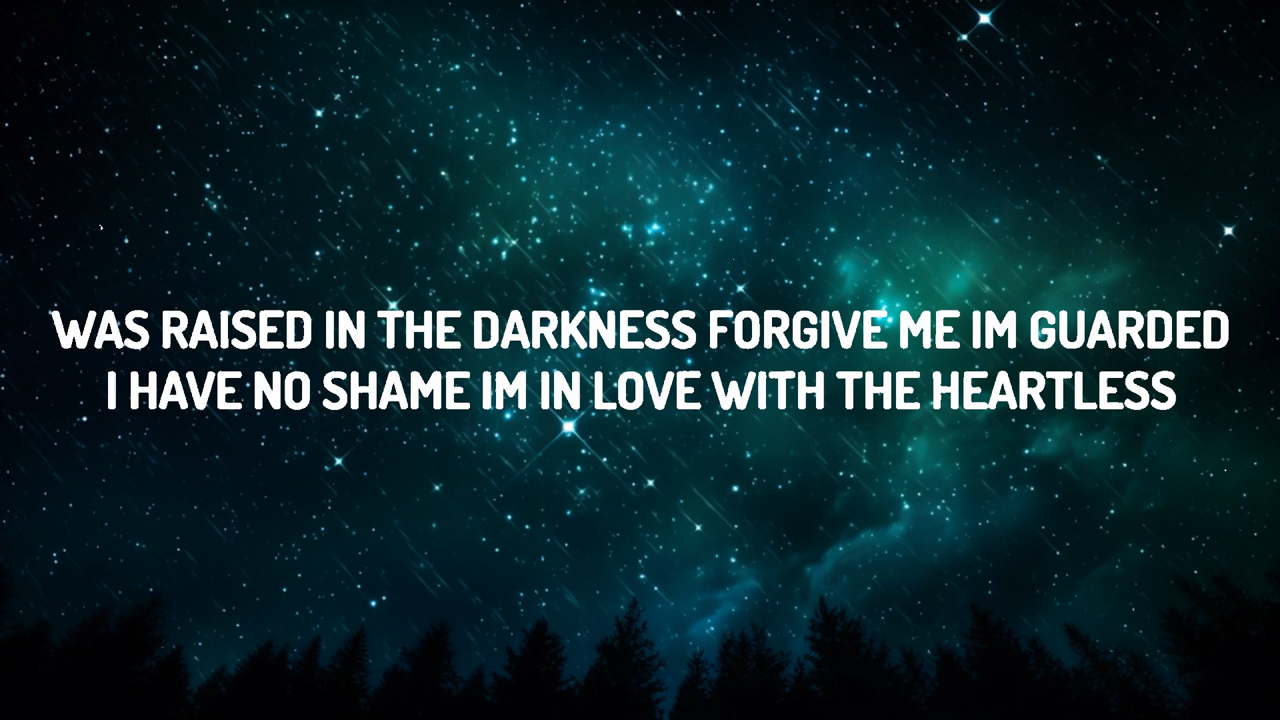 WAS RAISED IN THE DARKNESS FORGIVE ME IM GUARDED
I HAVE NO SHAME IM IN LOVE WITH THE HEARTLESS